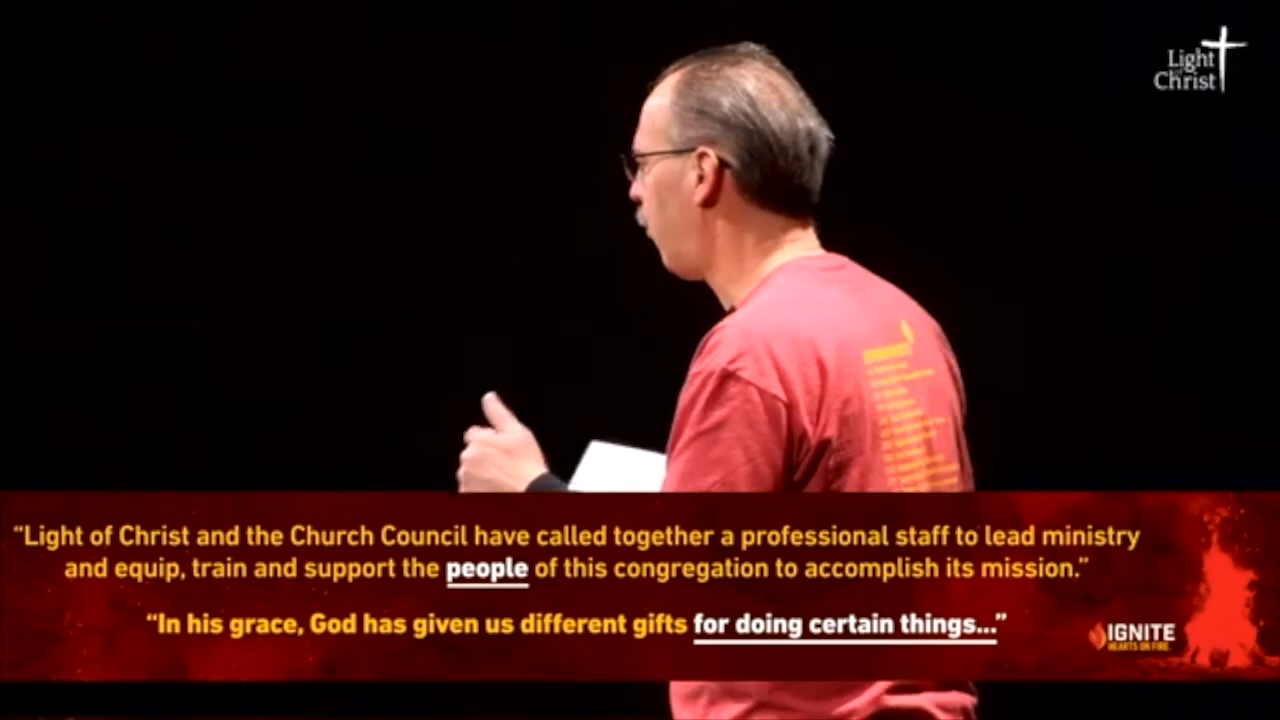 Light
of
Christ
“Light of Christ and the Church Council have called together a professional staff to lead ministry
and equip, train and support the people of this congregation to accomplish its mission.”
“In his grace, God has given us different gifts for doing certain things...”
IGNITE
HEARTS ON FIRE